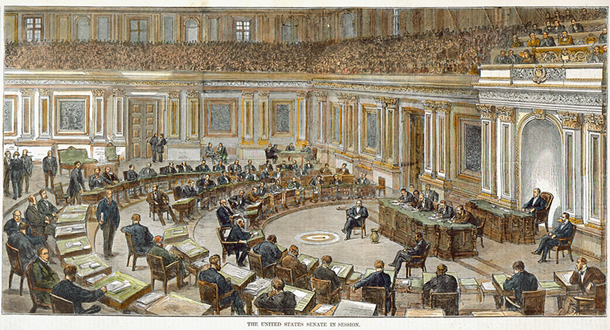 THE UNITED STATES SENATE IN SESSION.